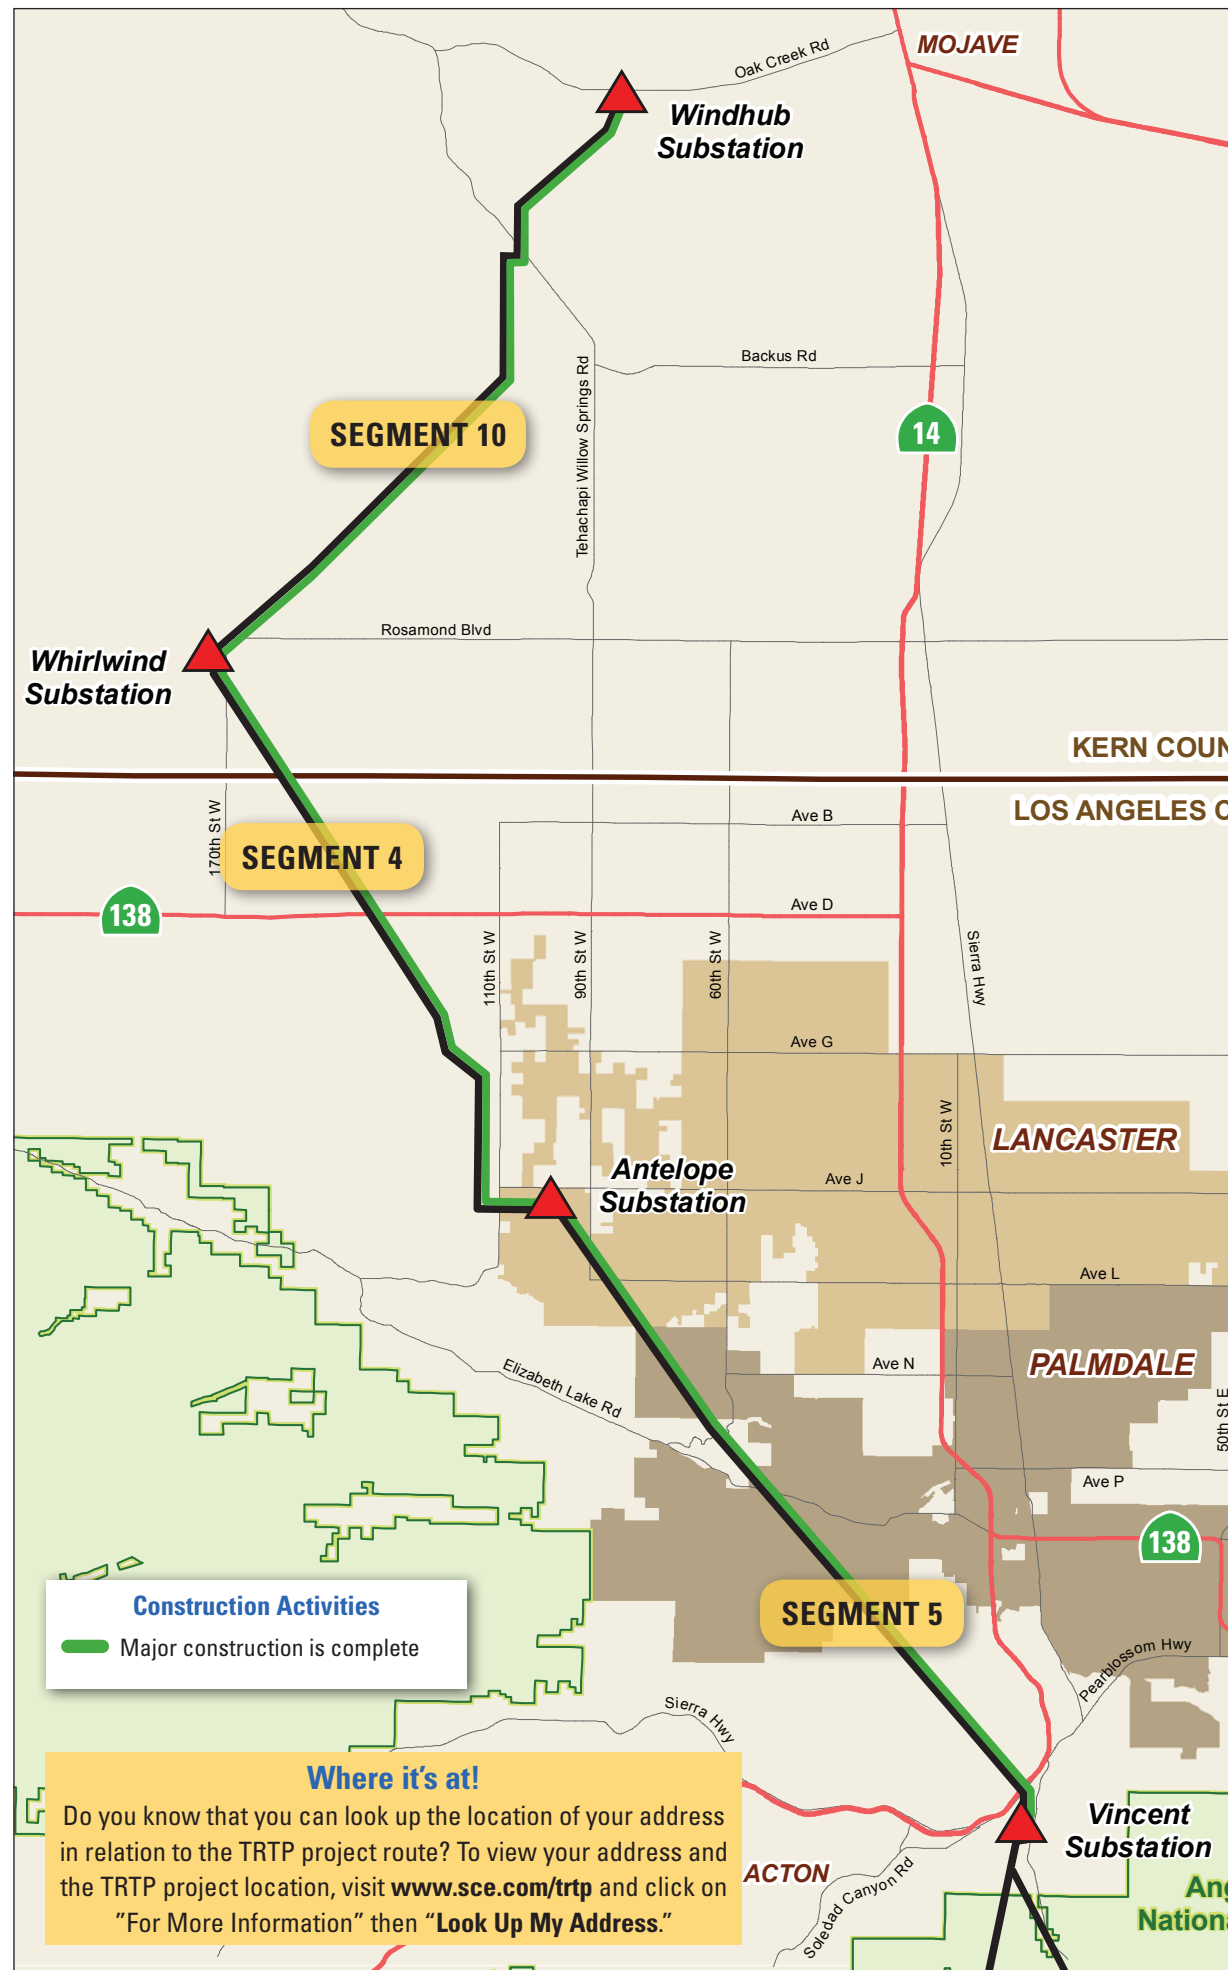 MOJAVE
Oak Creek Rd
Windhub
Substation
Backus Rd
Tehachapi Willow Springs Rd
14
SEGMENT 10
Rosamond Blvd
Whirlwind
Substation
KERN COUN
LOS ANGELES C
170th St W
Ave B
SEGMENT 4
138
Ave D
110th St W
90th St W
60th St W
Sierra Hwy
Ave G
10th St W
LANCASTER
Antelope
Substation
Ave J
Ave L
Elizabeth Lake Rd
Ave N
PALMDALE
50th St E
Ave P
138
Construction Activities
Major construction is complete
SEGMENT 5
Pearblossom Hwy
Sierra Hwy
Where it's at!
Do you know that you can look up the location of your address
in relation to the TRTP project route? To view your address and
the TRTP project location, visit www.sce.com/trtp and click on
"For More Information" then "Look Up My Address."
ACTON
Soledad Canyon Rd
Vincent
Substation
Ang
Nationa